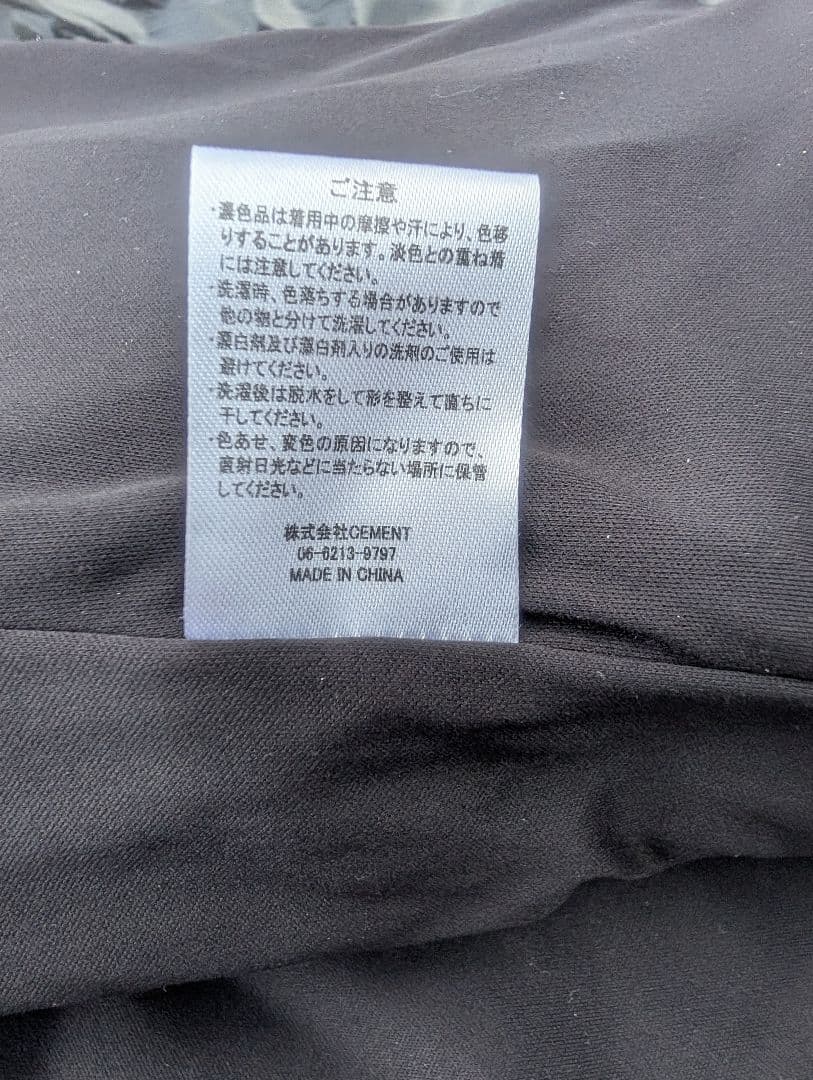 ご注意
・濃色品は着用中の摩擦や汗により、色移
りすることがあります。淡色との重ね着
には注意してください。
・洗濯時、色落ちする場合がありますので
他の物と分けて洗濯してください。
・漂白剤及び漂白剤入りの洗剤のご使用は
避けてください。
・洗濯後は脱水をして形を整えて直ちに
干してください。
・色あせ、変色の原因になりますので、
直射日光などに当たらない場所に保管
してください。
株式会社CEMENT
06-6213-9797
MADE IN CHINA